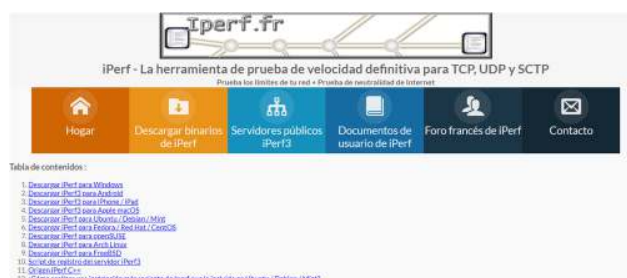 Iperf.fr
iPerf - La herramienta de prueba de velocidad definitiva para TCP, UDP y SCTP
Prueba los límites de tu red + Prueba de neutralidad de Internet
Hogar
Descargar binarios de iPerf
Servidores públicos iPerf3
Documentos de usuario de iPerf
Foro francés de iPerf
Contacto
Tabla de contenidos :
1. Descargar iPerf para Windows
2. Descargar iPerf3 para Android
3. Descargar iPerf3 para iPhone / iPad
4. Descargar iPerf3 para Apple macOS
5. Descargar iPerf para Ubuntu / Debian / Mint
6. Descargar iPerf para Fedora / Red Hat / CentOS
7. Descargar iPerf para openSUSE
8. Descargar iPerf para Arch Linux
9. Descargar iPerf para FreeBSD
10. Script de registro del servidor iPerf3
11. Origen iPerf C++